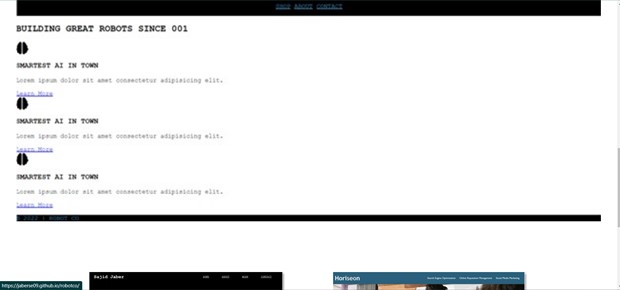 SHOP ABOUT CONTACT
BUILDING GREAT ROBOTS SINCE 001
SMARTEST AI IN TOWN
Lorem ipsum dolor sit amet consectetur adipisicing elit.
Learn More
SMARTEST AI IN TOWN
Lorem ipsum dolor sit amet consectetur adipisicing elit.
Learn More
SMARTEST AI IN TOWN
Lorem ipsum dolor sit amet consectetur adipisicing elit.
Learn More
ROBOT CO
Sajid Jaber
Horiseon
https://jaberse09.github.io/robotco/